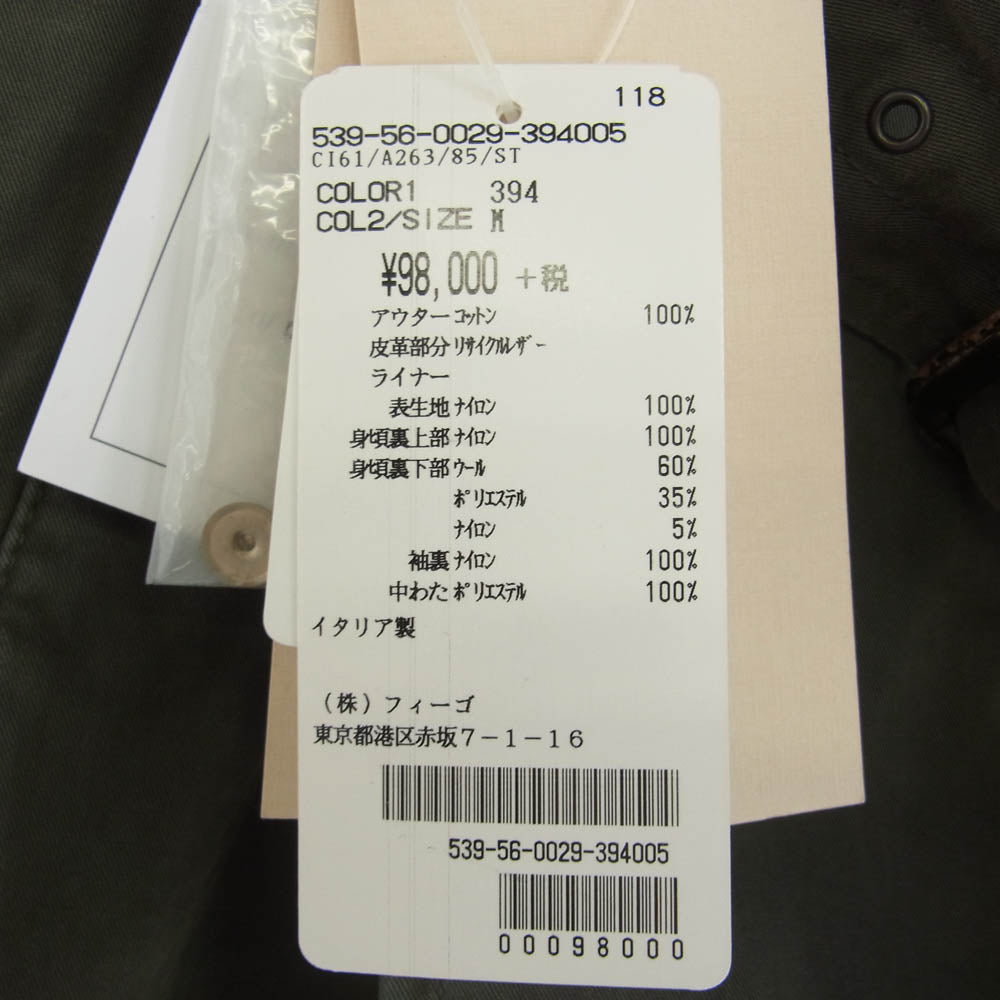 118
539-56-0029-394005
CI61/A263/85/ST
COLOR1 394
COL2/SIZE M
¥98,000 +税
アウター コットン 100%
皮革部分 リサイクルレザー
ライナー
表生地 ナイロン 100%
身頃裏上部 ナイロン 100%
身頃裏下部 ウール 60%
ポリエステル 35%
ナイロン 5%
袖裏 ナイロン 100%
中わた ポリエステル 100%
イタリア製
（株）フィーゴ
東京都港区赤坂7-1-16
539-56-0029-394005
00098000